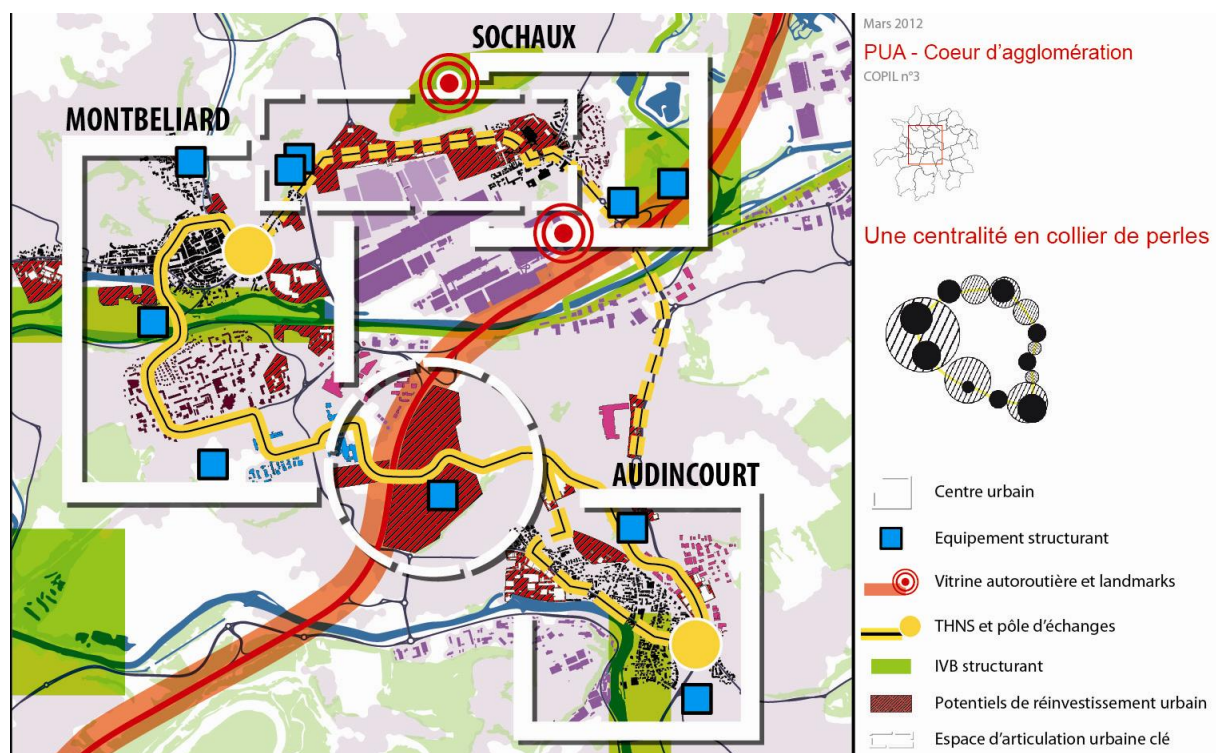 SOCHAUX
MONTBELIARD
AUDINCOURT
Mars 2012
PUA - Coeur d'agglomération
COPIL n°3
Une centralité en collier de perles
Centre urbain
Equipement structurant
Vitrine autoroutière et landmarks
THNS et pôle d'échanges
IVB structurant
Potentiels de réinvestissement urbain
Espace d'articulation urbaine clé